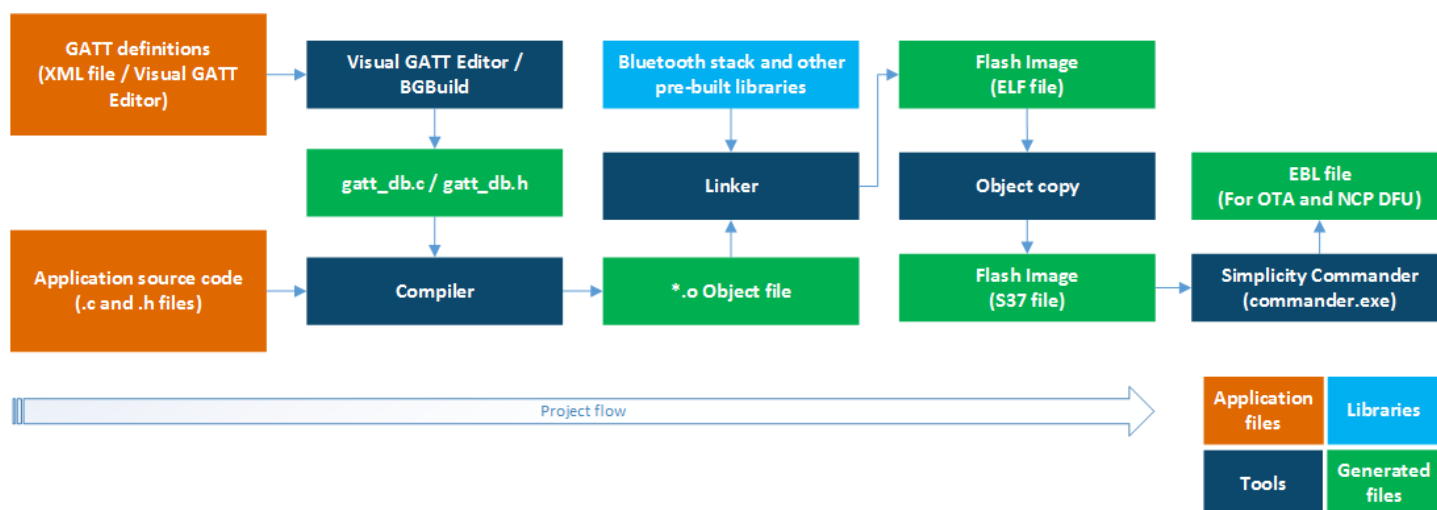 GATT definitions
(XML file / Visual GATT
Editor)
Visual GATT Editor /
BGBuild
Bluetooth stack and other
pre-built libraries
Flash Image
(ELF file)
gatt_db.c / gatt_db.h
Linker
Object copy
EBL file
(For OTA and NCP DFU)
Application source code
(.c and .h files)
Compiler
*.o Object file
Flash Image
(S37 file)
Simplicity Commander
(commander.exe)
Project flow
Application
files
Libraries
Tools
Generated
files